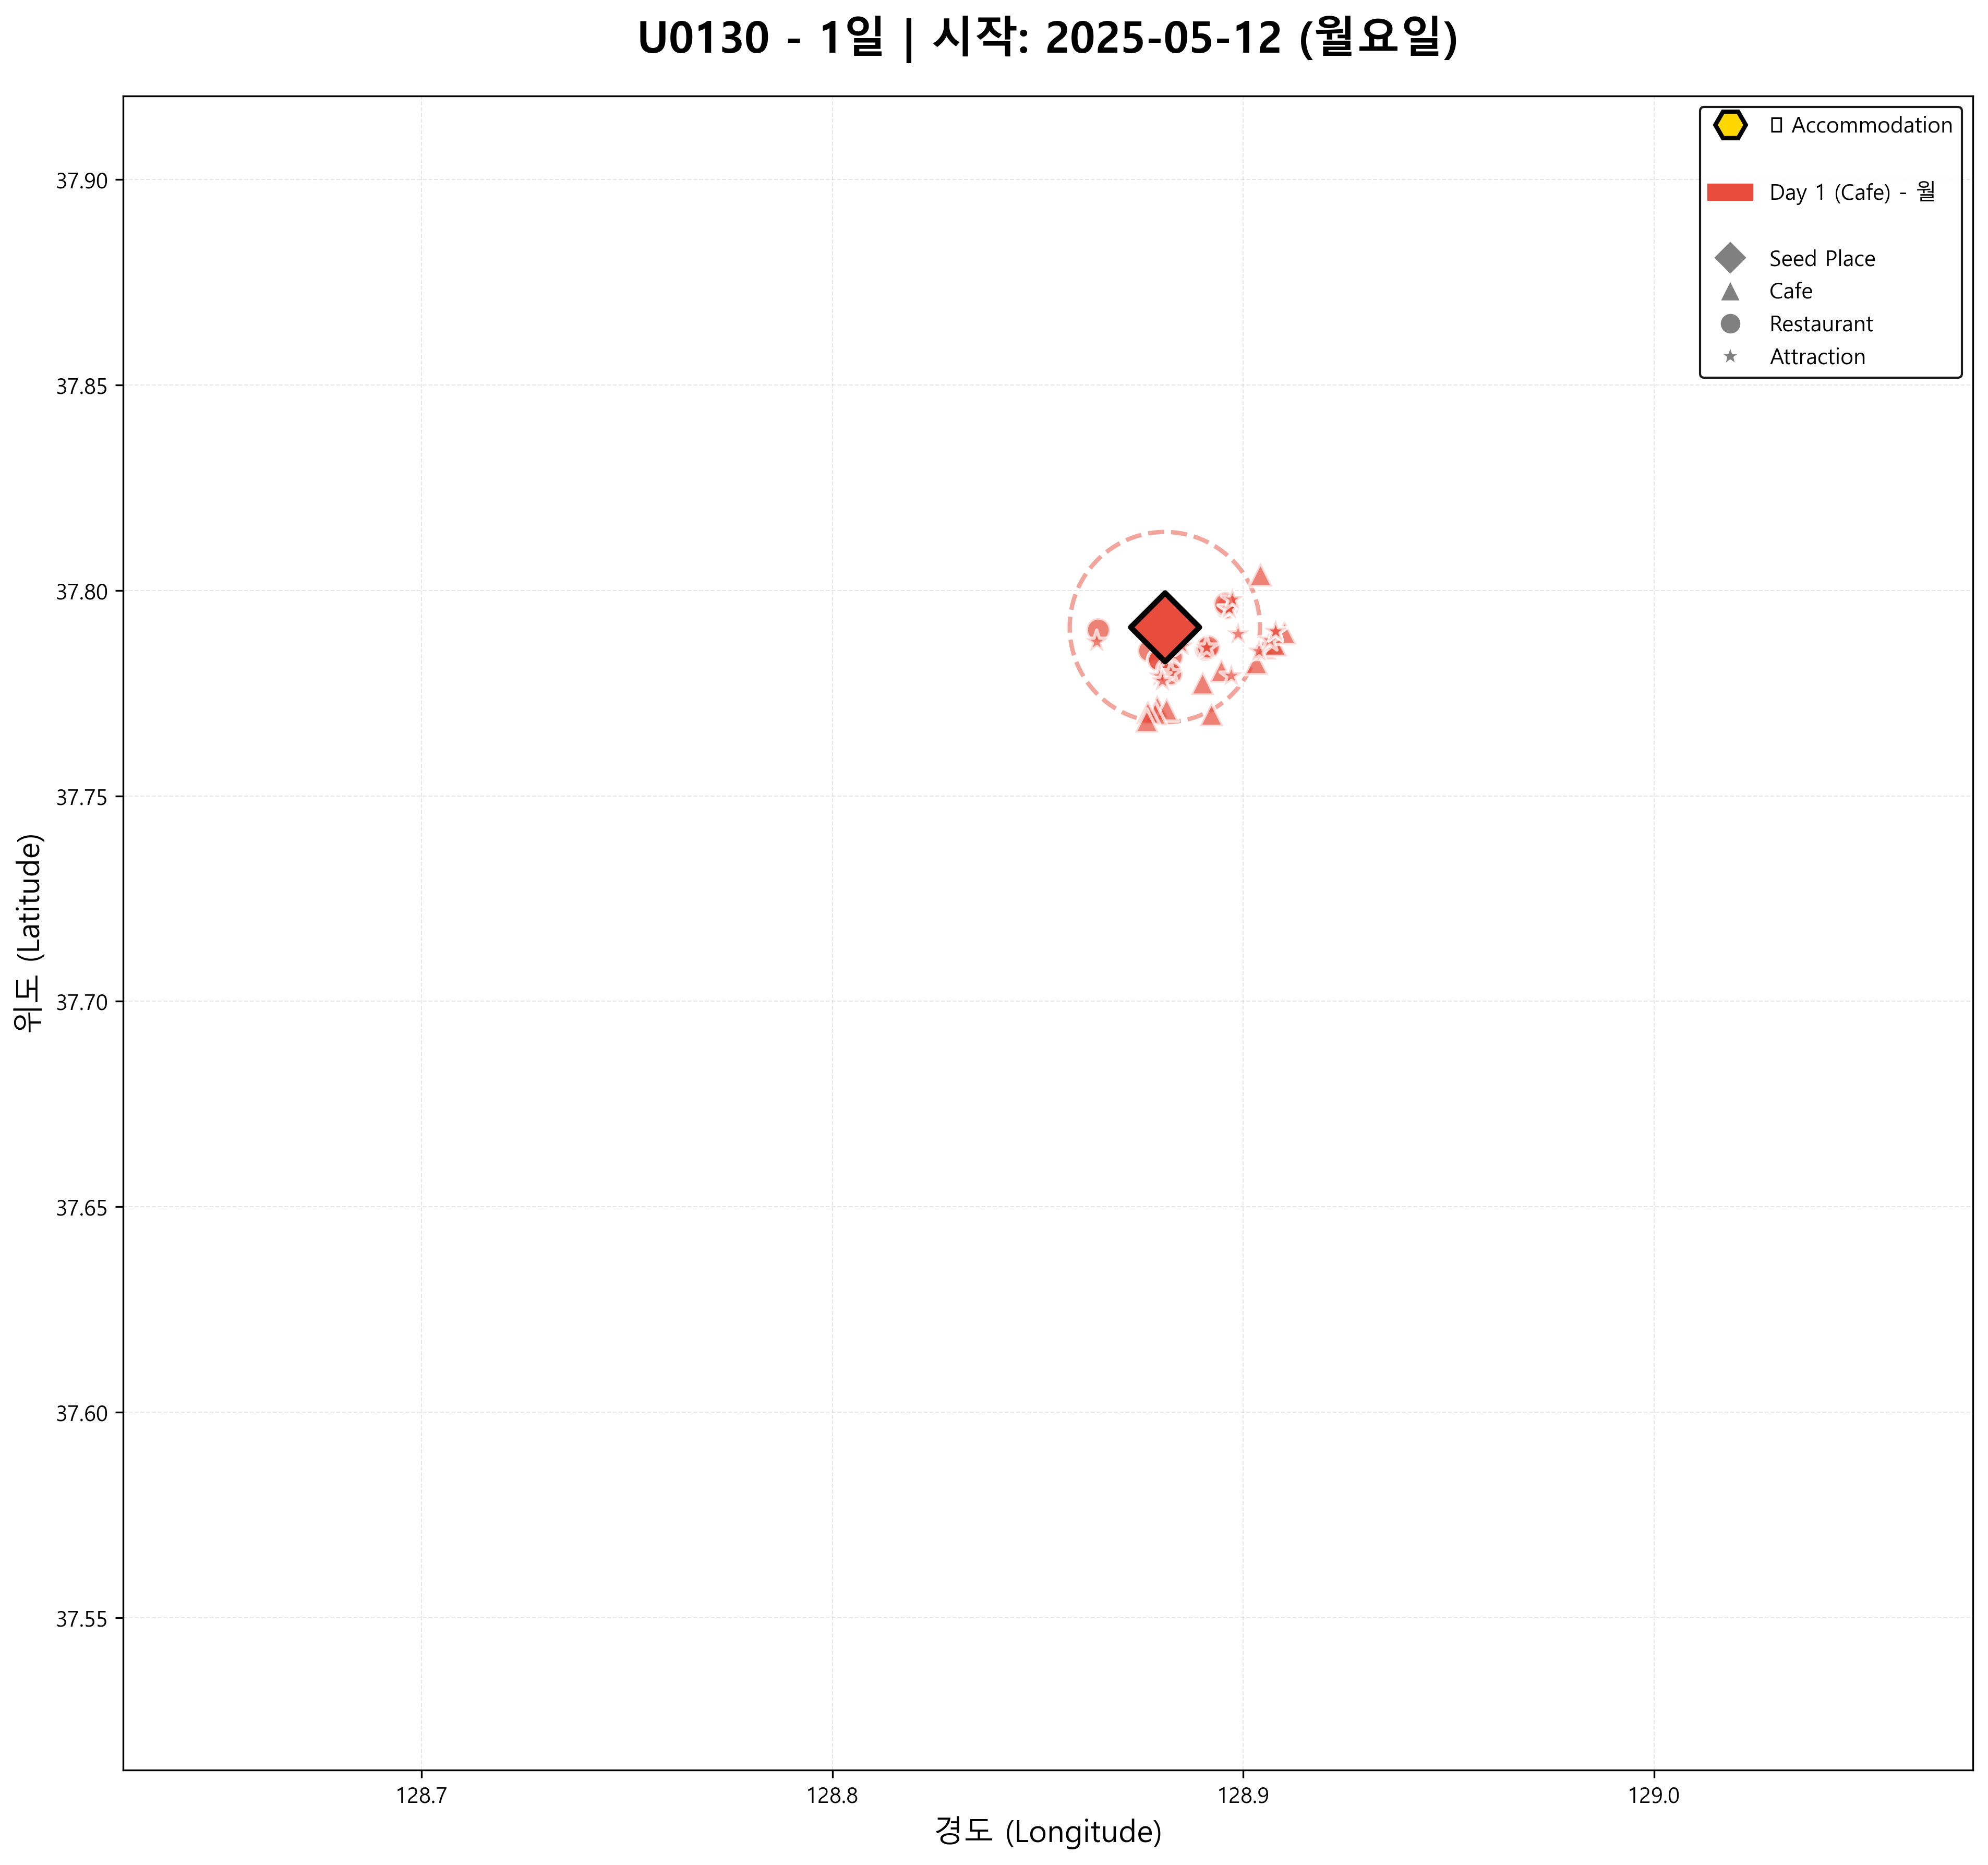 U0130 - 1일 | 시작: 2025-05-12 (월요일)
□ Accommodation
Day 1 (Cafe) - 월
Seed Place
Cafe
Restaurant
Attraction
위도 (Latitude)
37.90
37.85
37.80
37.75
37.70
37.65
37.60
37.55
128.7
128.8
128.9
129.0
경도 (Longitude)